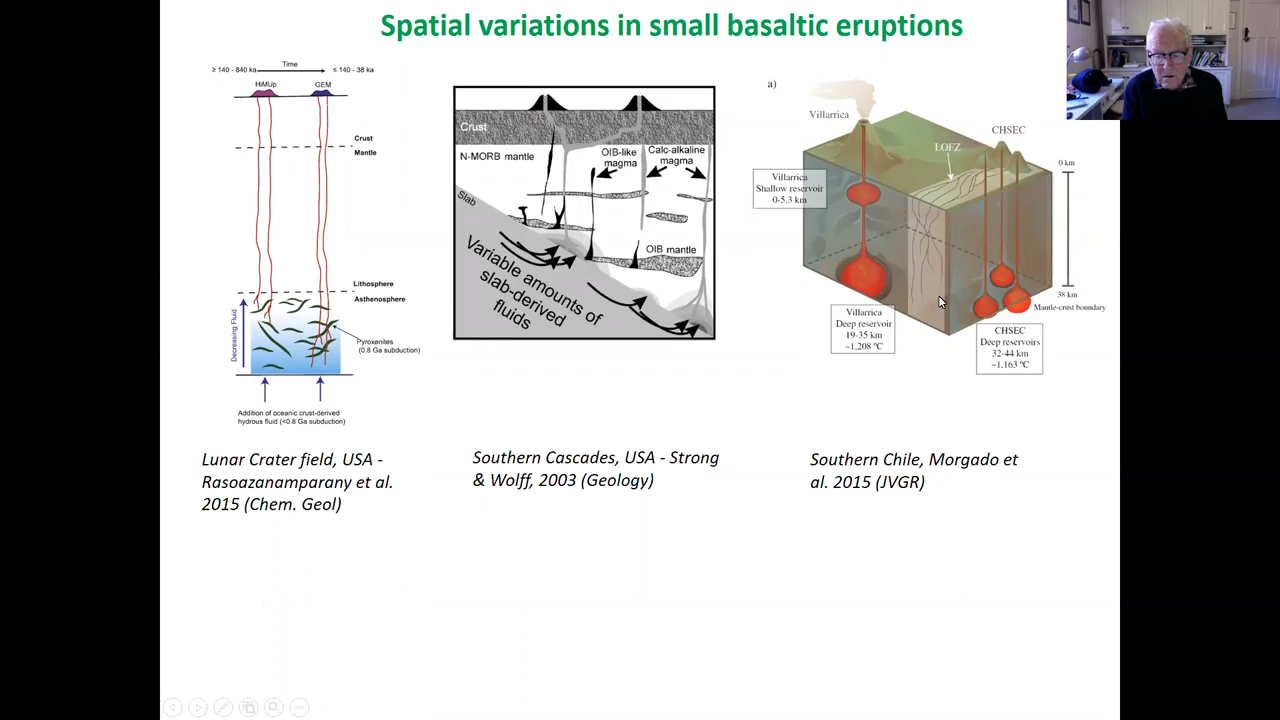 Spatial variations in small basaltic eruptions
Time
≥ 140 - 840 ka
≤ 140 - 38 ka
HiMUp
GEM
Crust
Mantle
Lithosphere
Asthenosphere
Decreasing Fluid
Pyroxenites
(0.8 Ga subduction)
Addition of oceanic crust-derived
hydrous fluid (<0.8 Ga subduction)
Crust
N-MORB mantle
OIB-like
magma
Calc-alkaline
magma
Slab
OIB mantle
Variable amounts of
slab-derived
fluids
a)
Villarrica
CHSEC
LOFZ
0 km
Villarrica
Shallow reservoir
0-5.3 km
38 km
Mantle-crust boundary
Villarrica
Deep reservoir
19-35 km
~1,208 ºC
CHSEC
Deep reservoirs
32-44 km
~1,163 ºC
Lunar Crater field, USA -
Rasoazanamparany et al.
2015 (Chem. Geol)
Southern Cascades, USA - Strong
& Wolff, 2003 (Geology)
Southern Chile, Morgado et
al. 2015 (JVGR)